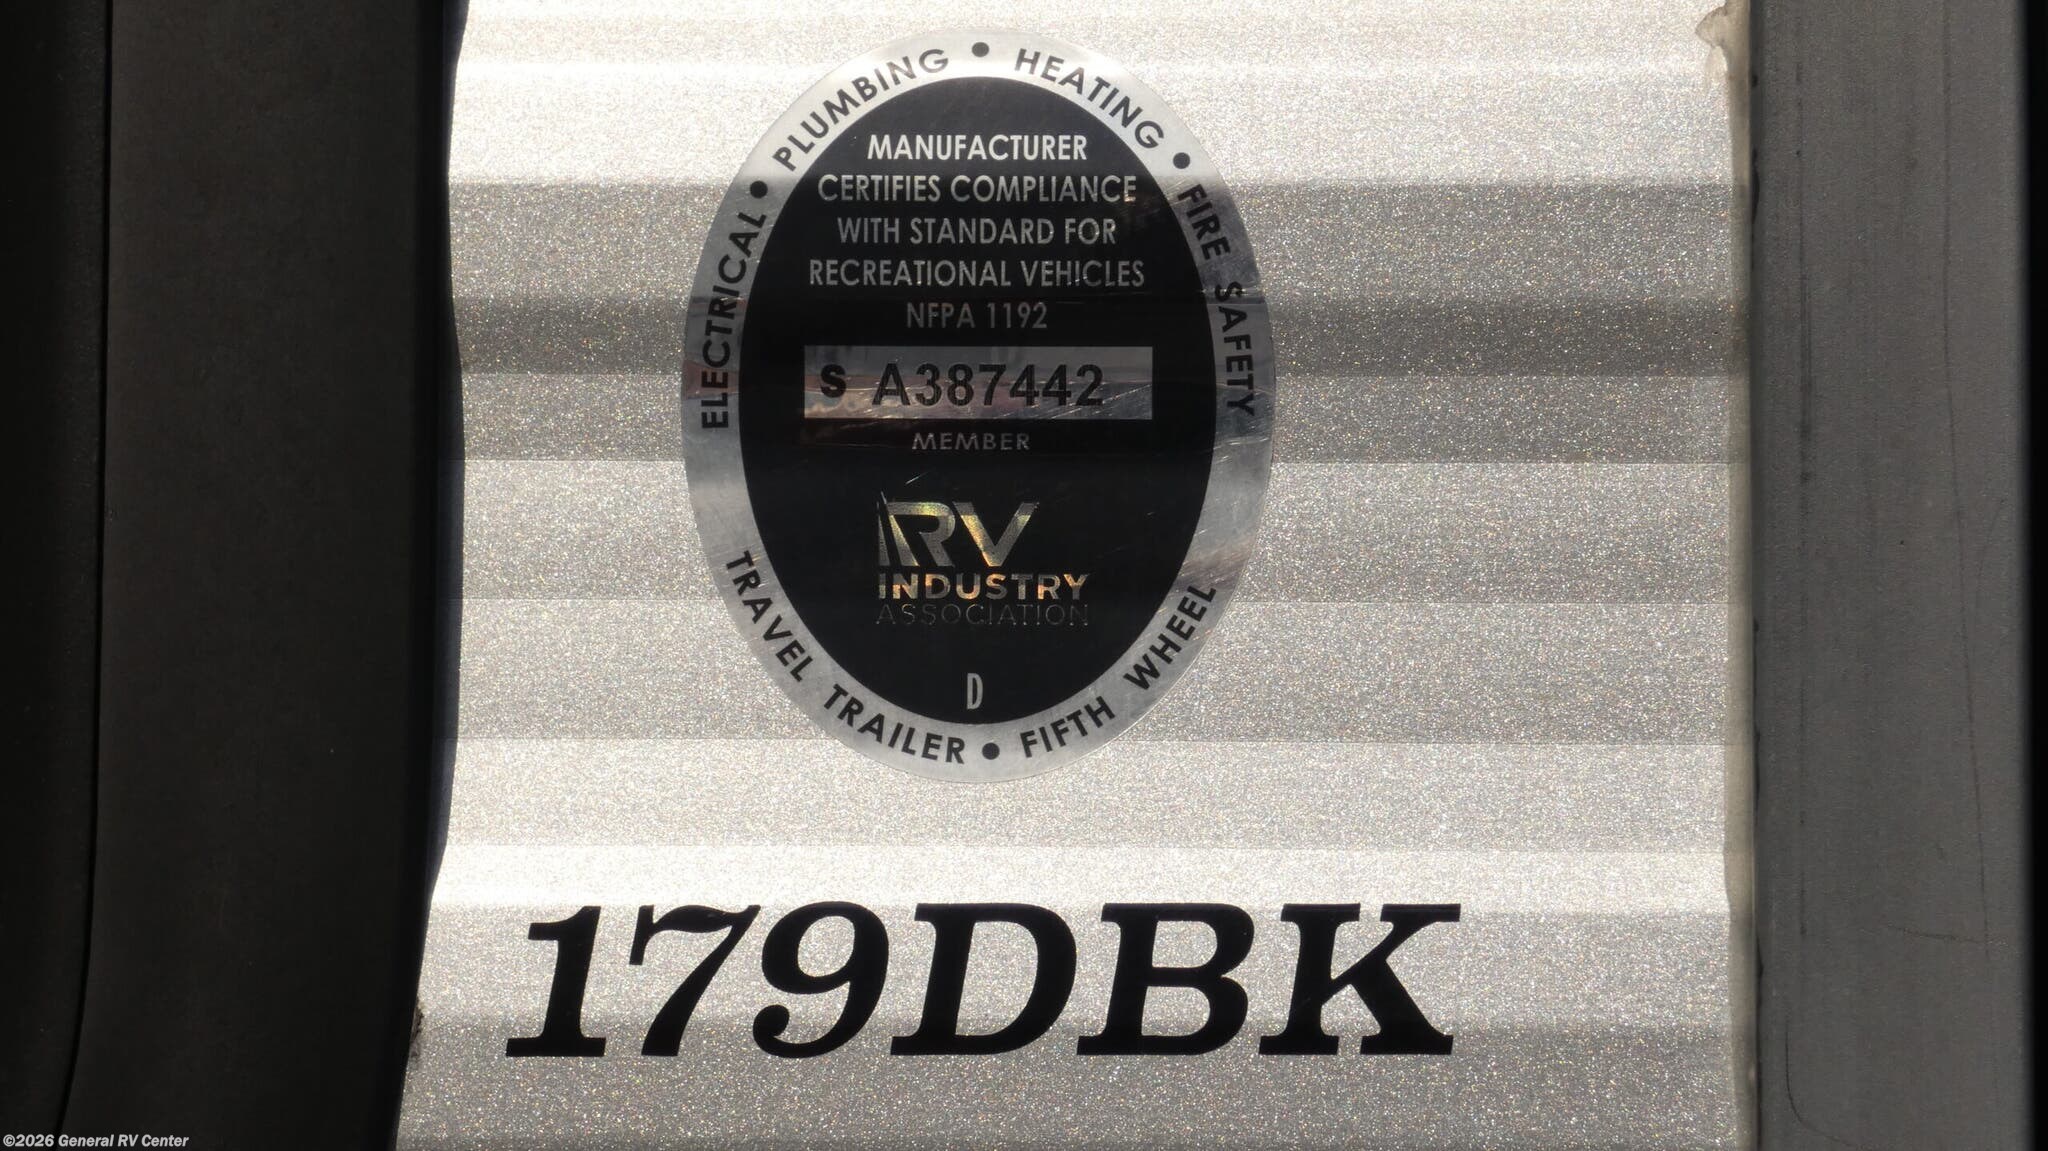 PLUMBING • HEATING • FIRE SAFETY
ELECTRICAL •
MANUFACTURER
CERTIFIES COMPLIANCE
WITH STANDARD FOR
RECREATIONAL VEHICLES
NFPA 1192
S A387442
MEMBER
RV
INDUSTRY
ASSOCIATION
D
TRAVEL TRAILER • FIFTH WHEEL
179DBK
©2026 General RV Center